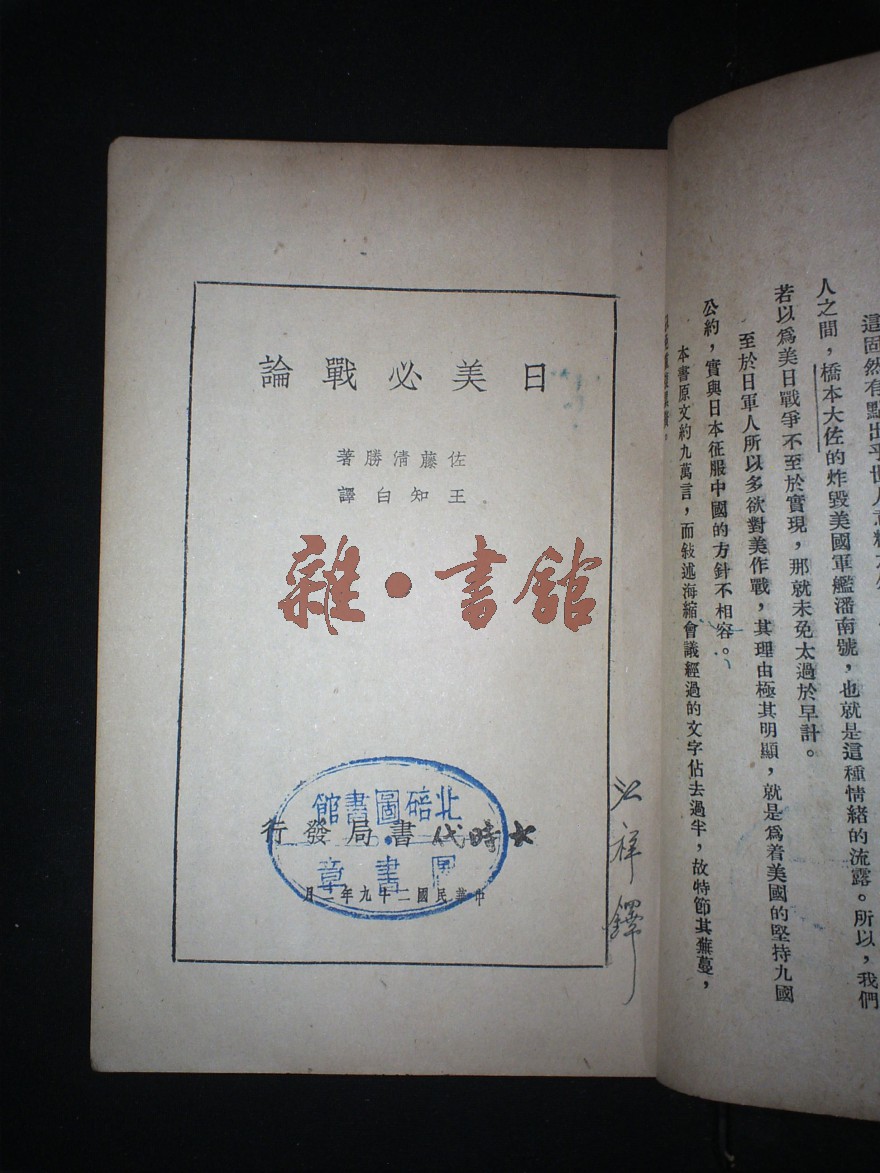 這固然有點出乎世人意料
人之間，橋本大佐的炸毀美國軍艦潘南號，也就是這種情緒的流露。所以，我們
若以爲美日戰爭不至於實現，那就未免太過於早計。
至於日軍人所以多欲對美作戰，其理由極其明顯，就是爲着美國的堅持九國
公約，實與日本征服中國的方針不相容。
本書原文約九萬言，而敍述海縮會議經過的文字佔去過半，故特節其蕪蔓，
日美必戰論
佐藤清勝著
王知白譯
雜·書館
大時代書局發行
中華民國二十九年一月
北碚圖書館
圖書章
江祥鐸